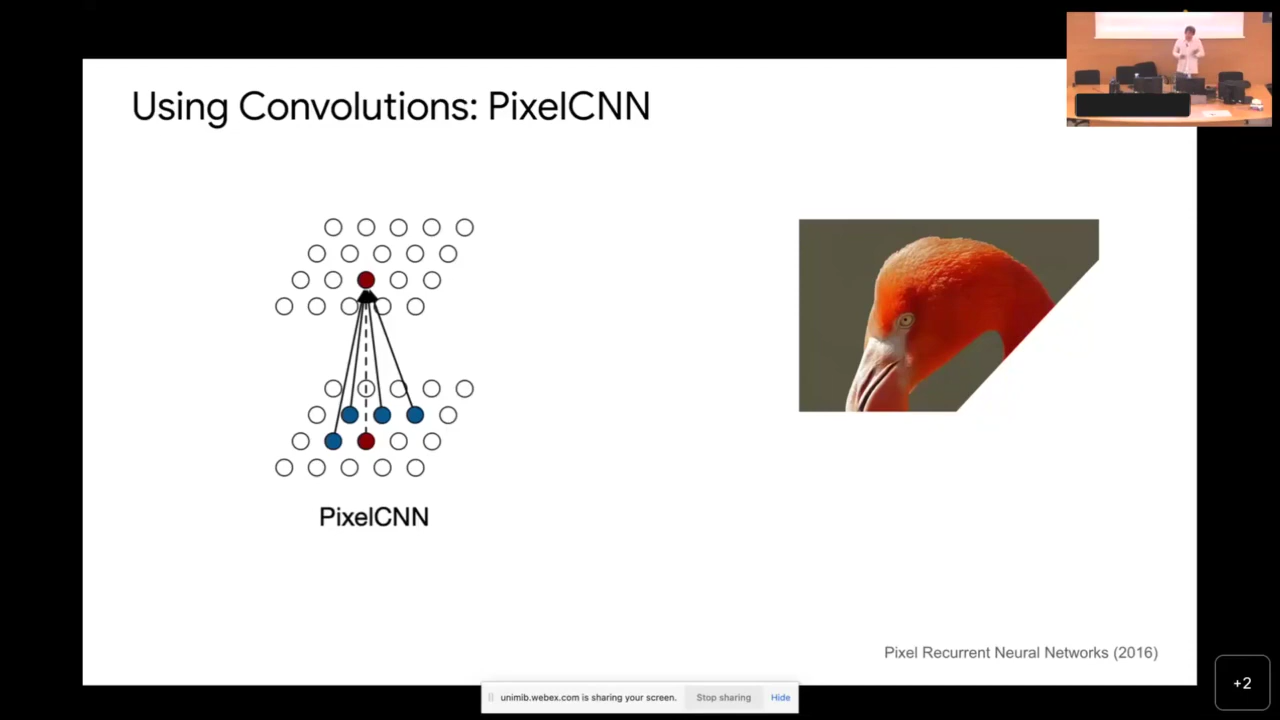 Using Convolutions: PixelCNN
PixelCNN
Pixel Recurrent Neural Networks (2016)
unimib.webex.com is sharing your screen. Stop sharing Hide
+2